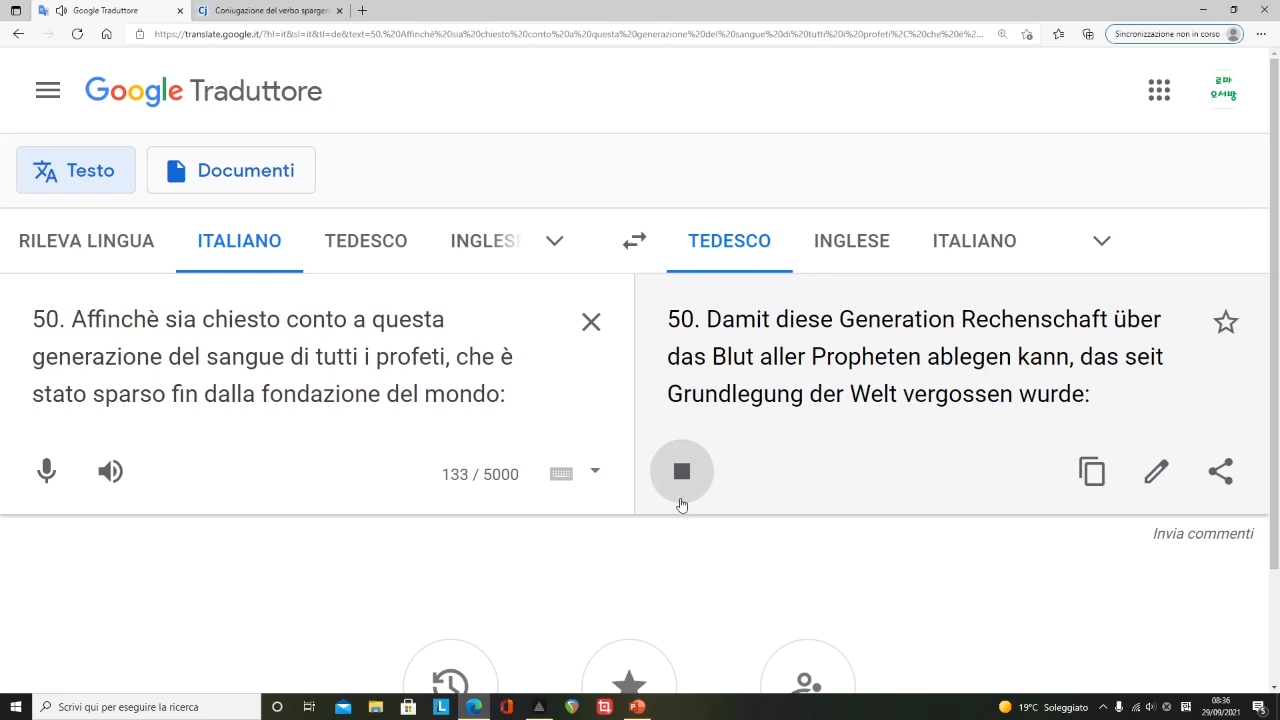 Google Traduttore
Coniugazione del verbo sparger
https://translate.google.it/?hl=it&sl=it&tl=de&text=50.%20Affinchè%20sia%20chiesto%20conto%20a%20questa%20generazione%20del%20sangue%20di%20tutti%20i%20profeti%2C%20che%20è%2...
Sincronizzazione non in corso
Google Traduttore
로마
오서방
Testo
Documenti
RILEVA LINGUA ITALIANO TEDESCO INGLESE
TEDESCO INGLESE ITALIANO
50. Affinchè sia chiesto conto a questa
generazione del sangue di tutti i profeti, che è
stato sparso fin dalla fondazione del mondo:
133 / 5000
50. Damit diese Generation Rechenschaft über
das Blut aller Propheten ablegen kann, das seit
Grundlegung der Welt vergossen wurde:
Invia commenti
Scrivi qui per eseguire la ricerca
19°C Soleggiato
08:36
29/09/2021